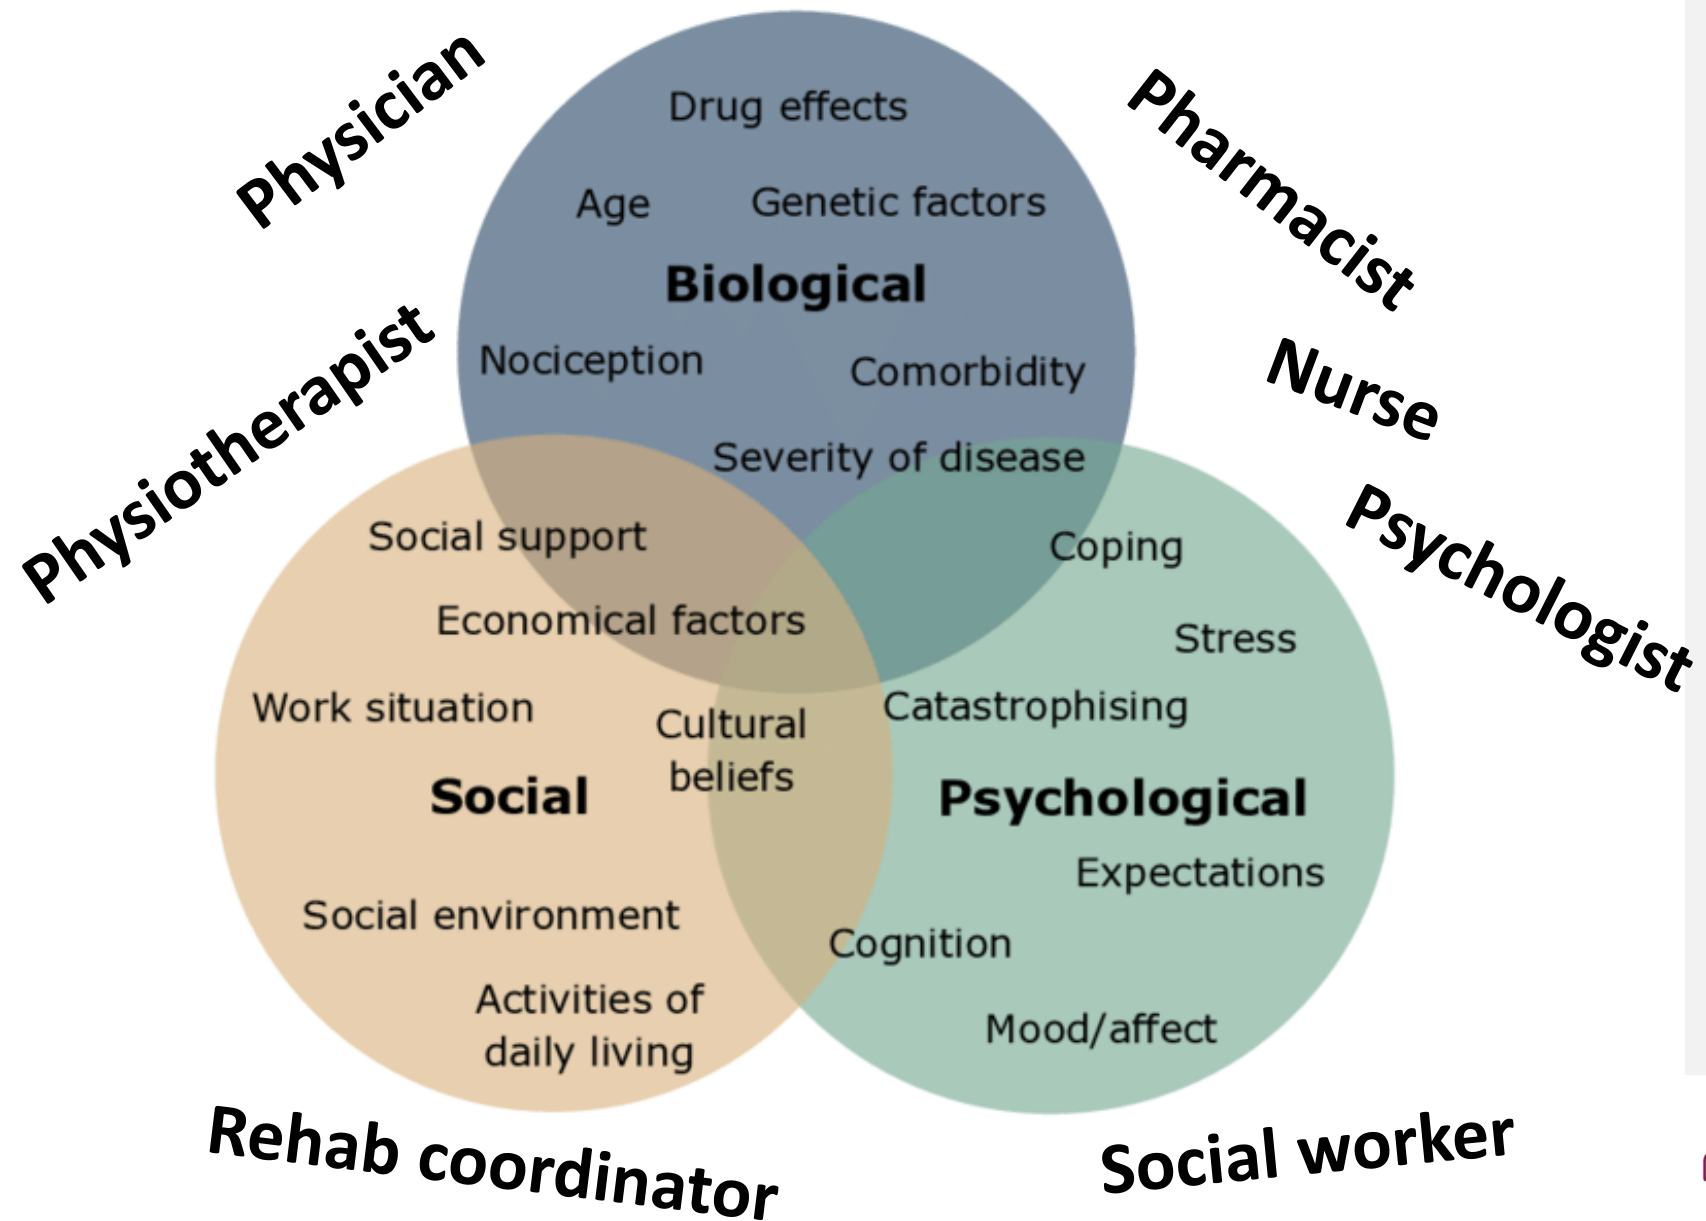 Physician
Pharmacist
Drug effects
Age
Genetic factors
Biological
Nociception
Comorbidity
Physiotherapist
Nurse
Severity of disease
Psychologist
Social support
Coping
Economical factors
Stress
Work situation
Cultural
beliefs
Catastrophising
Social
Psychological
Expectations
Social environment
Cognition
Activities of
daily living
Mood/affect
Rehab coordinator
Social worker